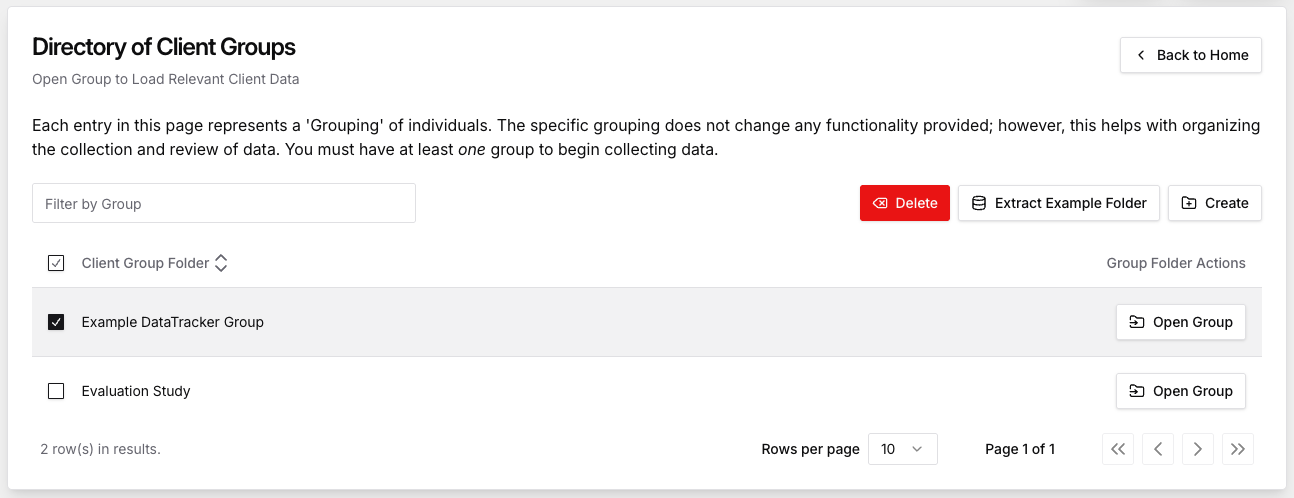 Directory of Client Groups
Back to Home
Open Group to Load Relevant Client Data
Each entry in this page represents a 'Grouping' of individuals. The specific grouping does not change any functionality provided; however, this helps with organizing
the collection and review of data. You must have at least one group to begin collecting data.
Filter by Group
Delete
Extract Example Folder
Create
Client Group Folder
Group Folder Actions
Example DataTracker Group
Open Group
Evaluation Study
Open Group
2 row(s) in results.
Rows per page
10
Page 1 of 1